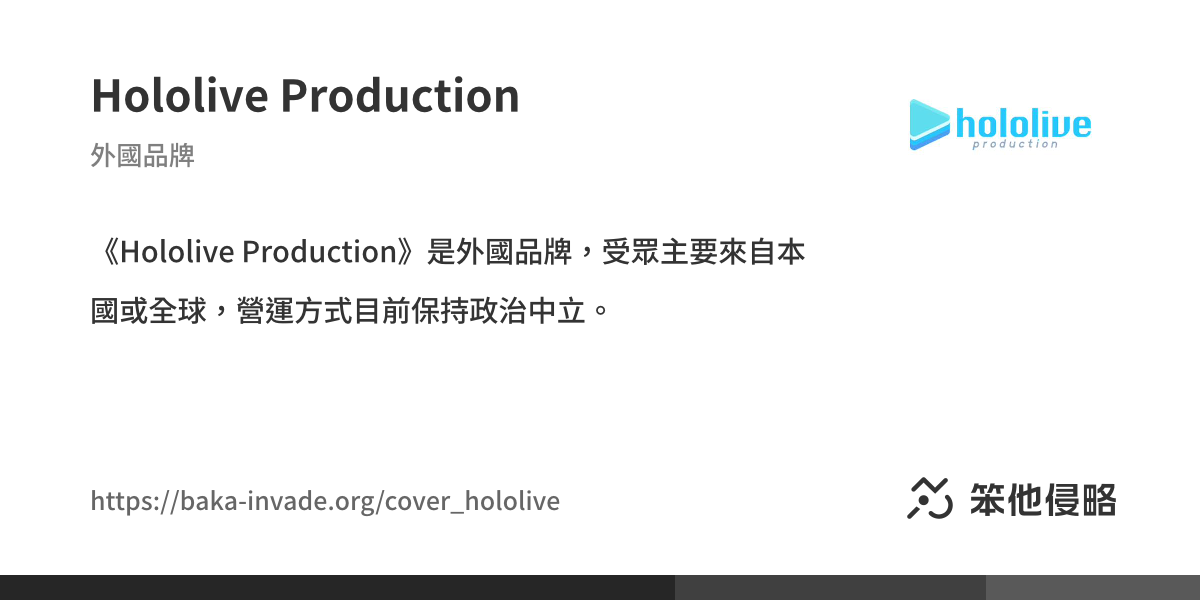 Hololive Production
外國品牌
hololive
production
《Hololive Production》是外國品牌，受眾主要來自本
國或全球，營運方式目前保持政治中立。
https://baka-invade.org/cover_hololive
笨他侵略